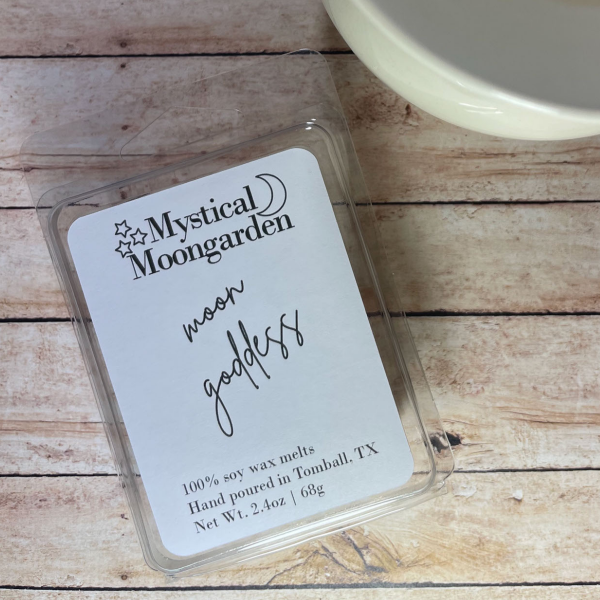 Mystical
Moongarden
moon
goddess
100% soy wax melts
Hand poured in Tomball, TX
Net Wt. 2.4oz | 68g